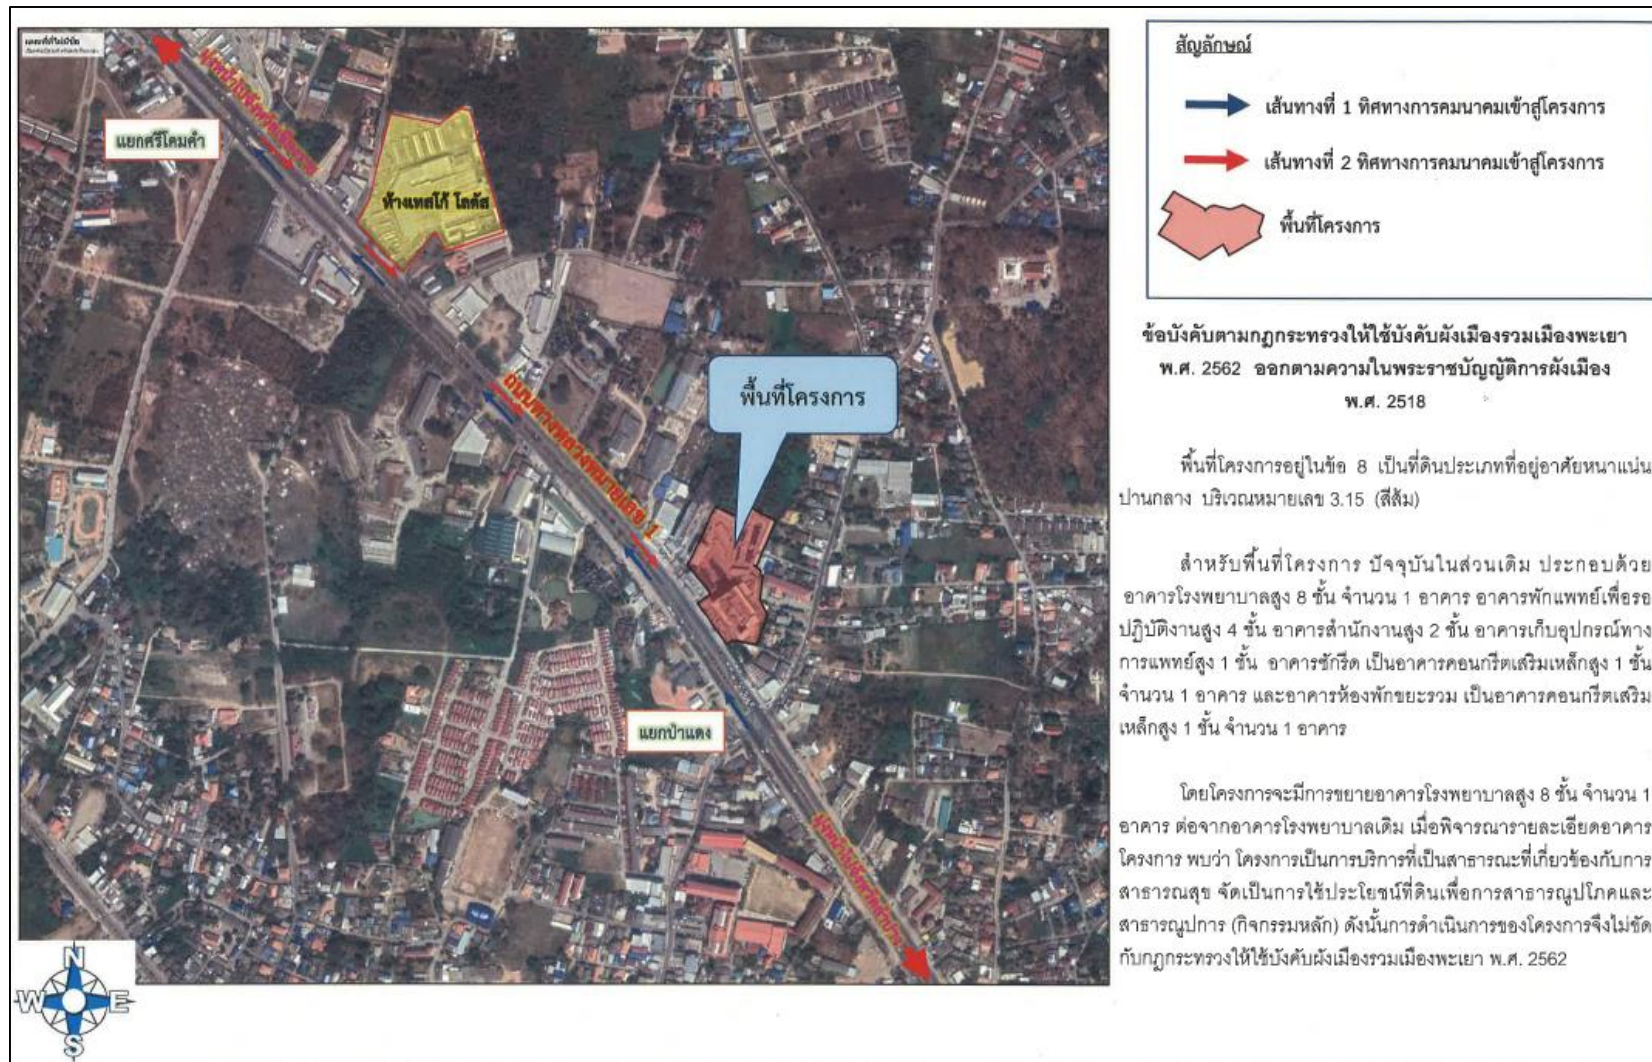 แยกศรีโคมคำ
ห้างเทสโก้ โลตัส
ถนนทางหลวงหมายเลข 1
พื้นที่โครงการ
แยกป่าแดง
N
W
E
S
สัญลักษณ์
เส้นทางที่ 1 ทิศทางการคมนาคมเข้าสู่โครงการ
เส้นทางที่ 2 ทิศทางการคมนาคมเข้าสู่โครงการ
พื้นที่โครงการ
ข้อบังคับตามกฎกระทรวงให้ใช้บังคับผังเมืองรวมเมืองพะเยา
พ.ศ. 2562 ออกตามความในพระราชบัญญัติการผังเมือง
พ.ศ. 2518
พื้นที่โครงการอยู่ในข้อ 8 เป็นที่ดินประเภทที่อยู่อาศัยหนาแน่น
ปานกลาง บริเวณหมายเลข 3.15 (สีส้ม)
สำหรับพื้นที่โครงการ ปัจจุบันในส่วนเดิม ประกอบด้วย
อาคารโรงพยาบาลสูง 8 ชั้น จำนวน 1 อาคาร อาคารพักแพทย์เพื่อรอ
ปฏิบัติงานสูง 4 ชั้น อาคารสำนักงานสูง 2 ชั้น อาคารเก็บอุปกรณ์ทาง
การแพทย์สูง 1 ชั้น อาคารซักรีด เป็นอาคารคอนกรีตเสริมเหล็กสูง 1 ชั้น
จำนวน 1 อาคาร และอาคารห้องพักขยะรวม เป็นอาคารคอนกรีตเสริม
เหล็กสูง 1 ชั้น จำนวน 1 อาคาร
โดยโครงการจะมีการขยายอาคารโรงพยาบาลสูง 8 ชั้น จำนวน 1
อาคาร ต่อจากอาคารโรงพยาบาลเดิม เมื่อพิจารณารายละเอียดอาคาร
โครงการ พบว่า โครงการเป็นการบริการที่เป็นสาธารณะที่เกี่ยวข้องกับการ
สาธารณสุข จัดเป็นการใช้ประโยชน์ที่ดินเพื่อการสาธารณูปโภคและ
สาธารณูปการ (กิจกรรมหลัก) ดังนั้นการดำเนินการของโครงการจึงไม่ขัด
กับกฎกระทรวงให้ใช้บังคับผังเมืองรวมเมืองพะเยา พ.ศ. 2562